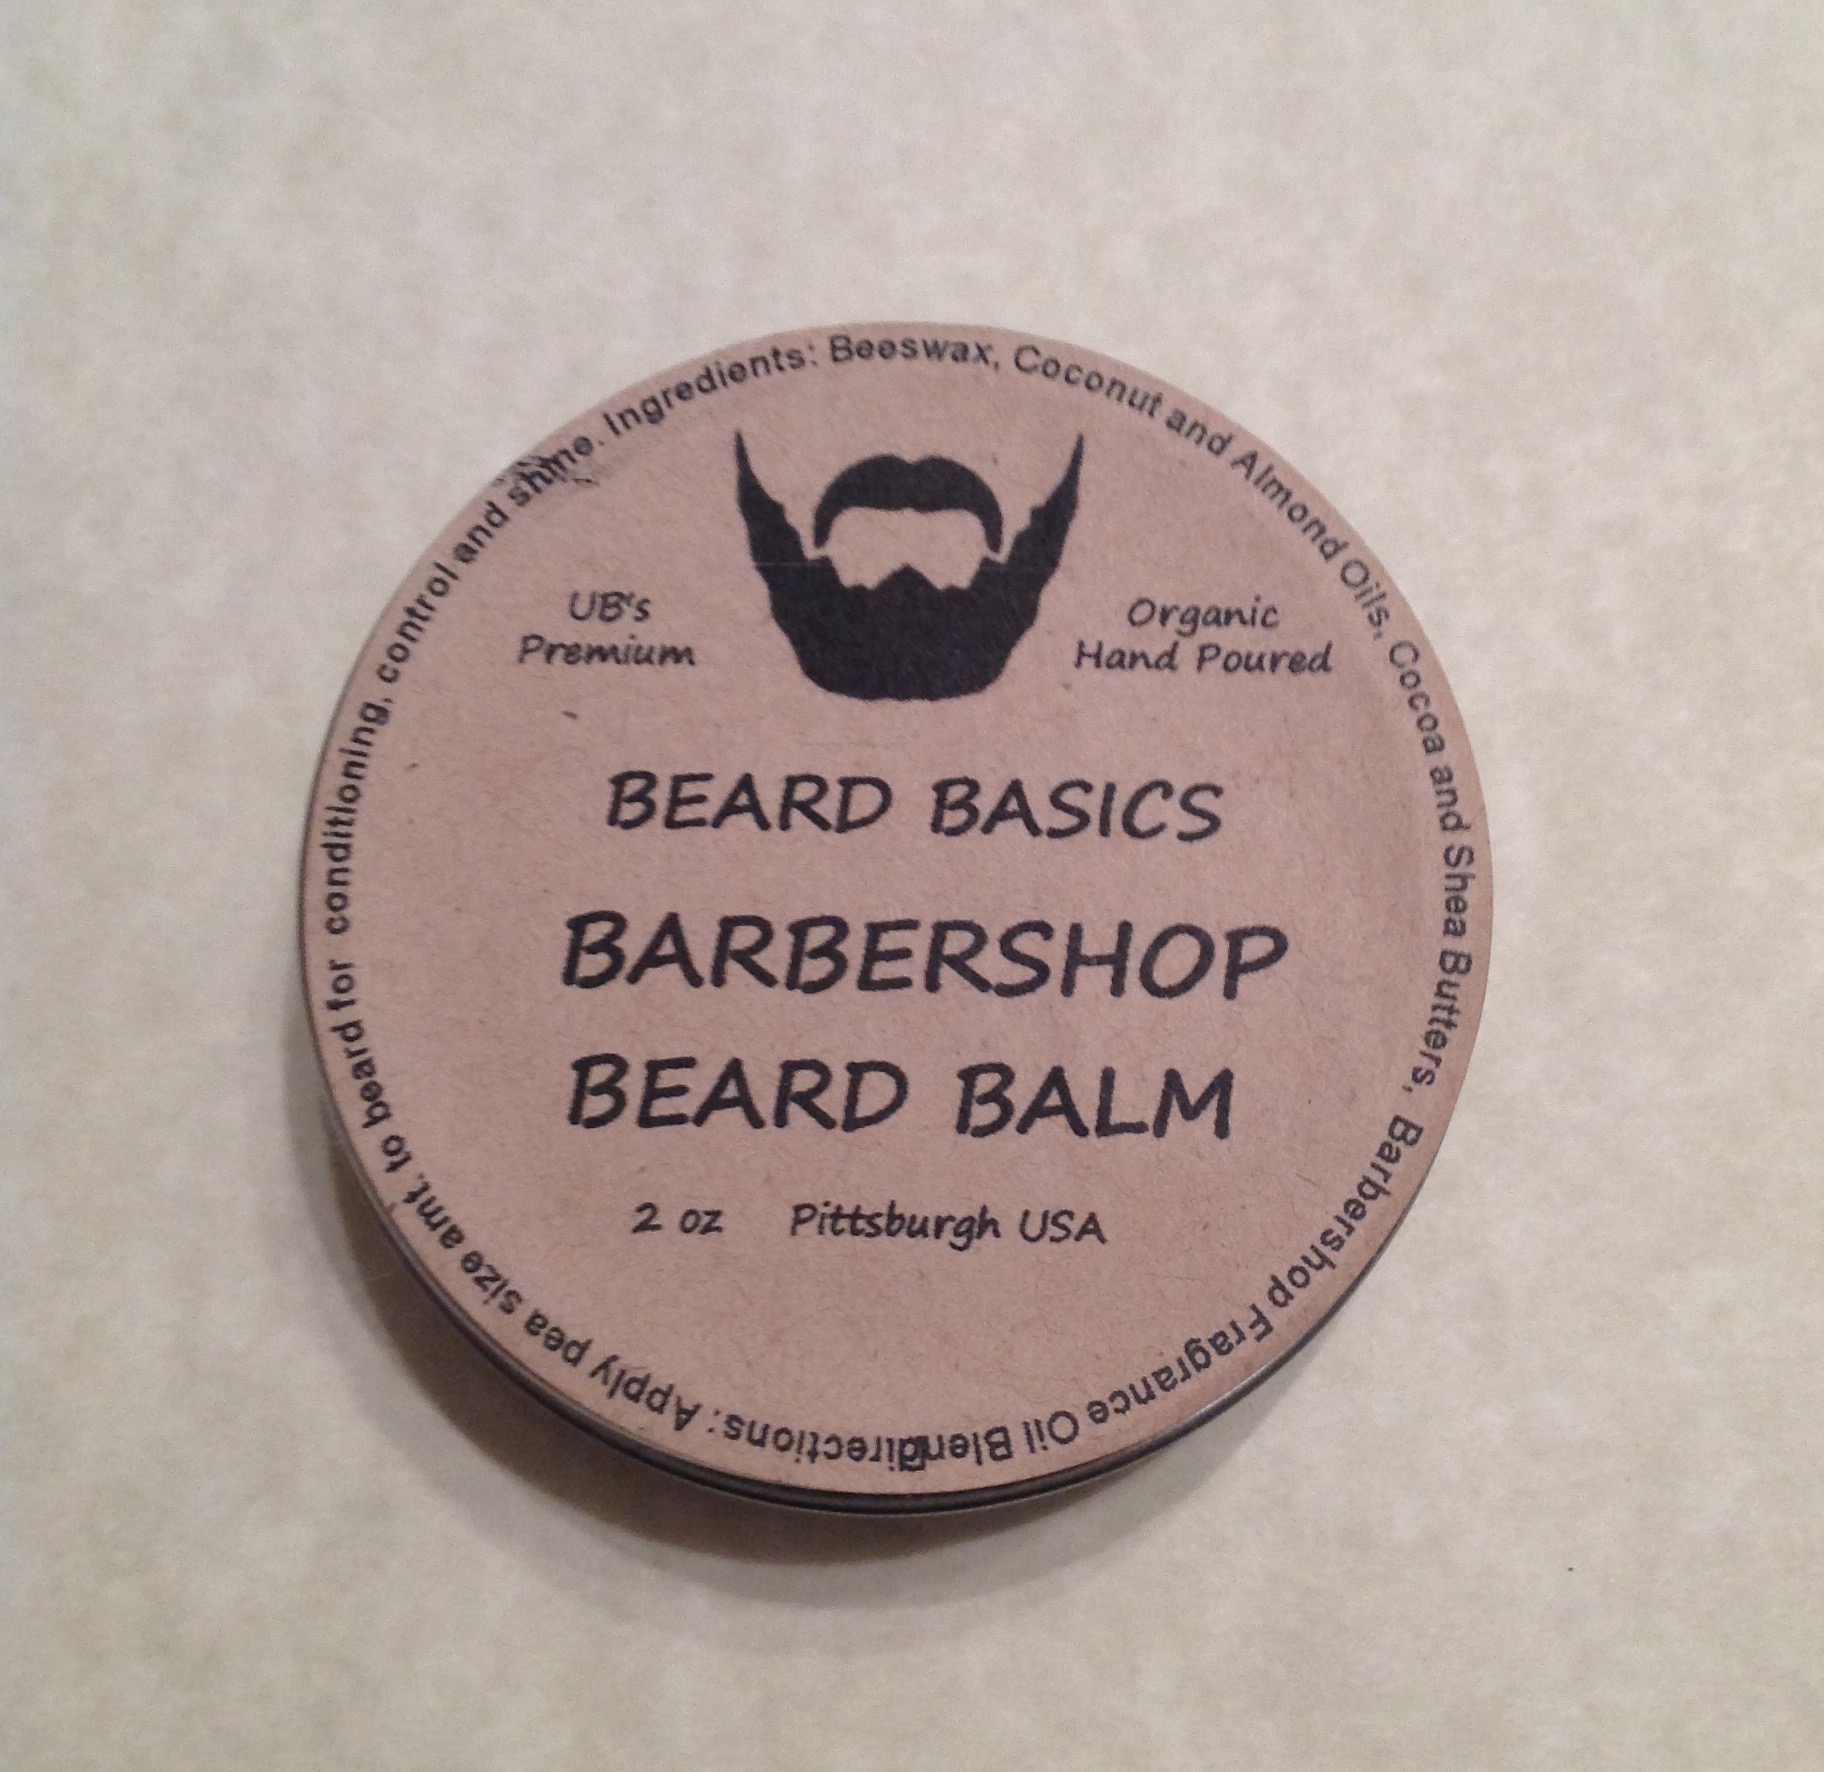 UB's
Premium
Organic
Hand Poured
BEARD BASICS
BARBERSHOP
BEARD BALM
2 oz Pittsburgh USA
Directions: Apply pea size amt. to beard for conditioning, control and shine. Ingredients: Beeswax, Coconut and Almond Oils, Cocoa and Shea Butters, Barbershop Fragrance Oil Blend